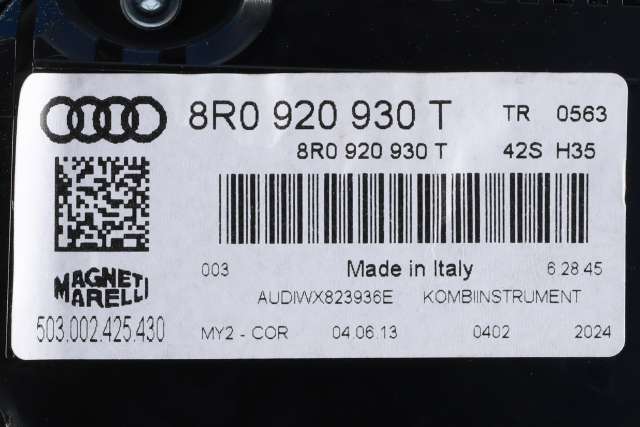 8R0 920 930 T TR 0563
8R0 920 930 T 42S H35
003 Made in Italy 6 28 45
MAGNETI
MARELLI
AUDIWX823936E KOMBIINSTRUMENT
503.002.425.430 MY2 - COR 04.06.13 0402 2024